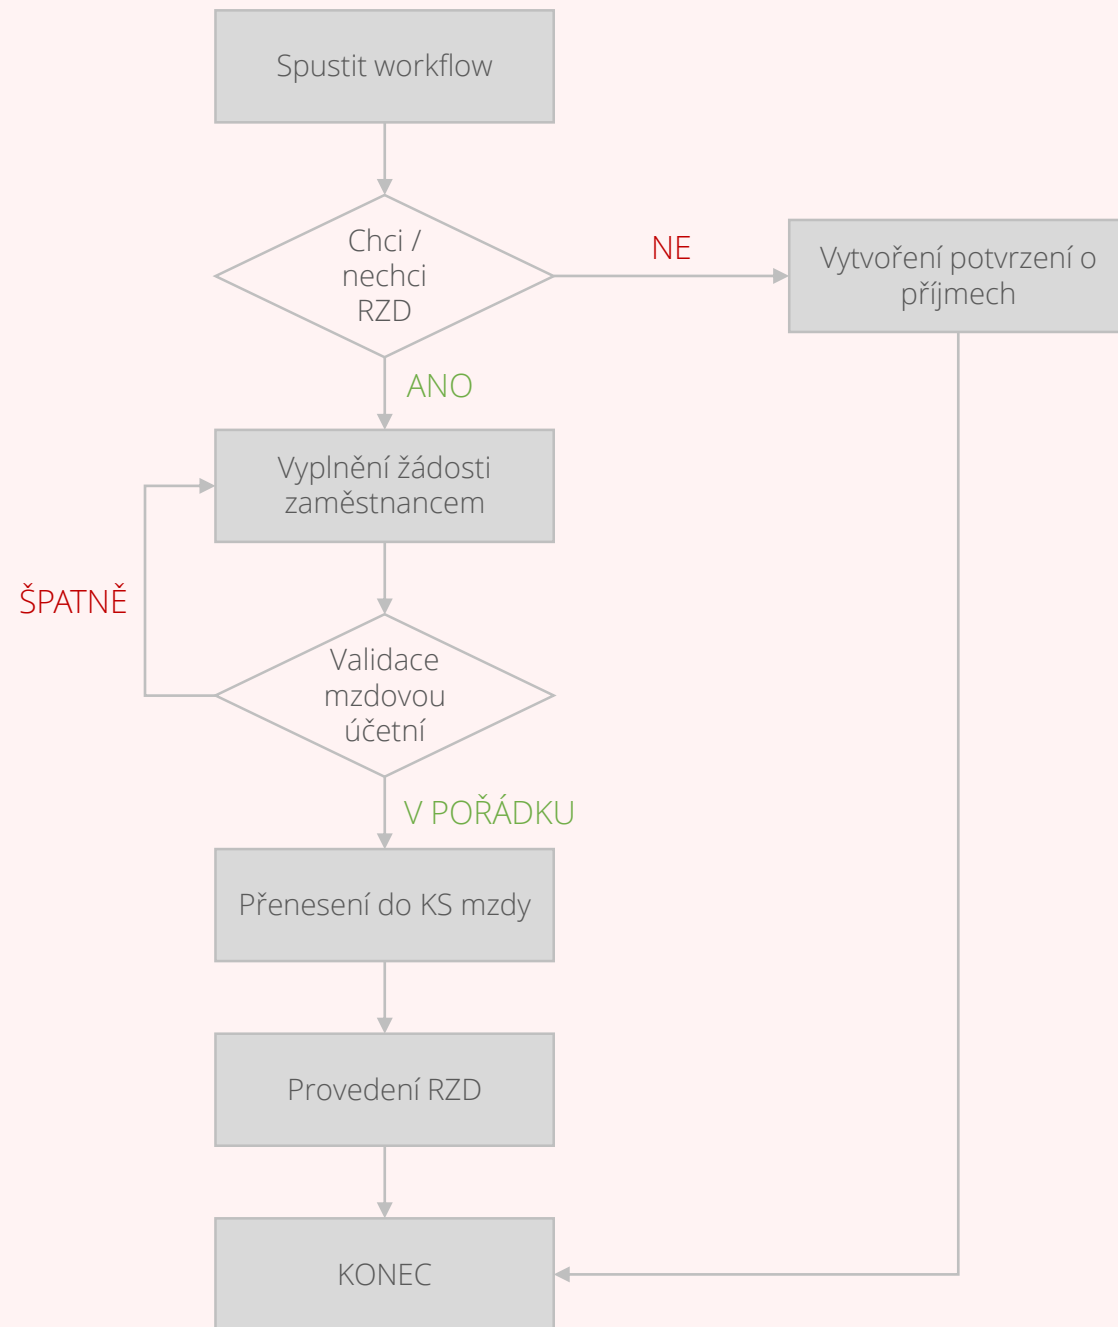 Spustit workflow
Chci /
nechci
RZD
NE
Vytvoření potvrzení o
příjmech
ANO
Vyplnění žádosti
zaměstnancem
ŠPATNĚ
Validace
mzdovou
účetní
V POŘÁDKU
Přenesení do KS mzdy
Provedení RZD
KONEC